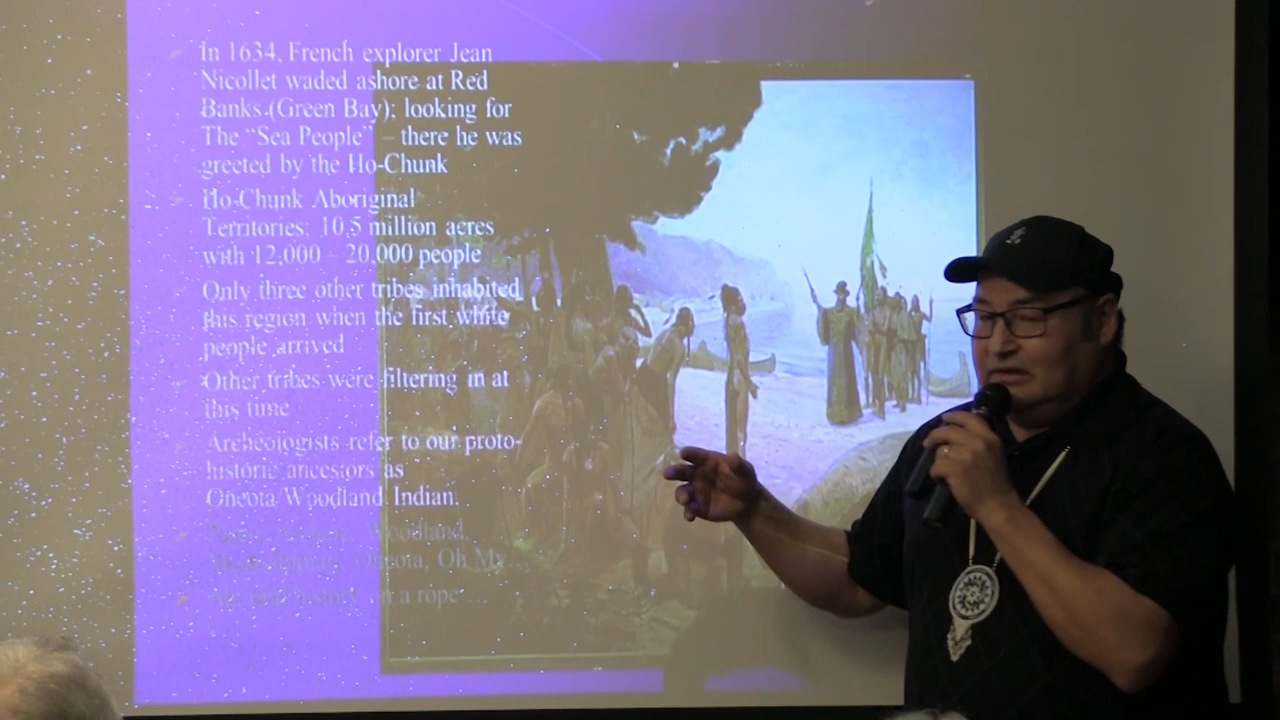 In 1634, French explorer Jean
Nicollet waded ashore at Red
Banks (Green Bay); looking for
The "Sea People" – there he was
greeted by the Ho-Chunk
Ho-Chunk Aboriginal
Territories: 10.5 million acres
with 12,000 – 20,000 people
Only three other tribes inhabited
this region when the first white
people arrived
Other tribes were filtering in at
this time
Archeologists refer to our proto-
historic ancestors as
Oneota/Woodland Indian.
Woodland,
Oneota, Oh My
on a rope